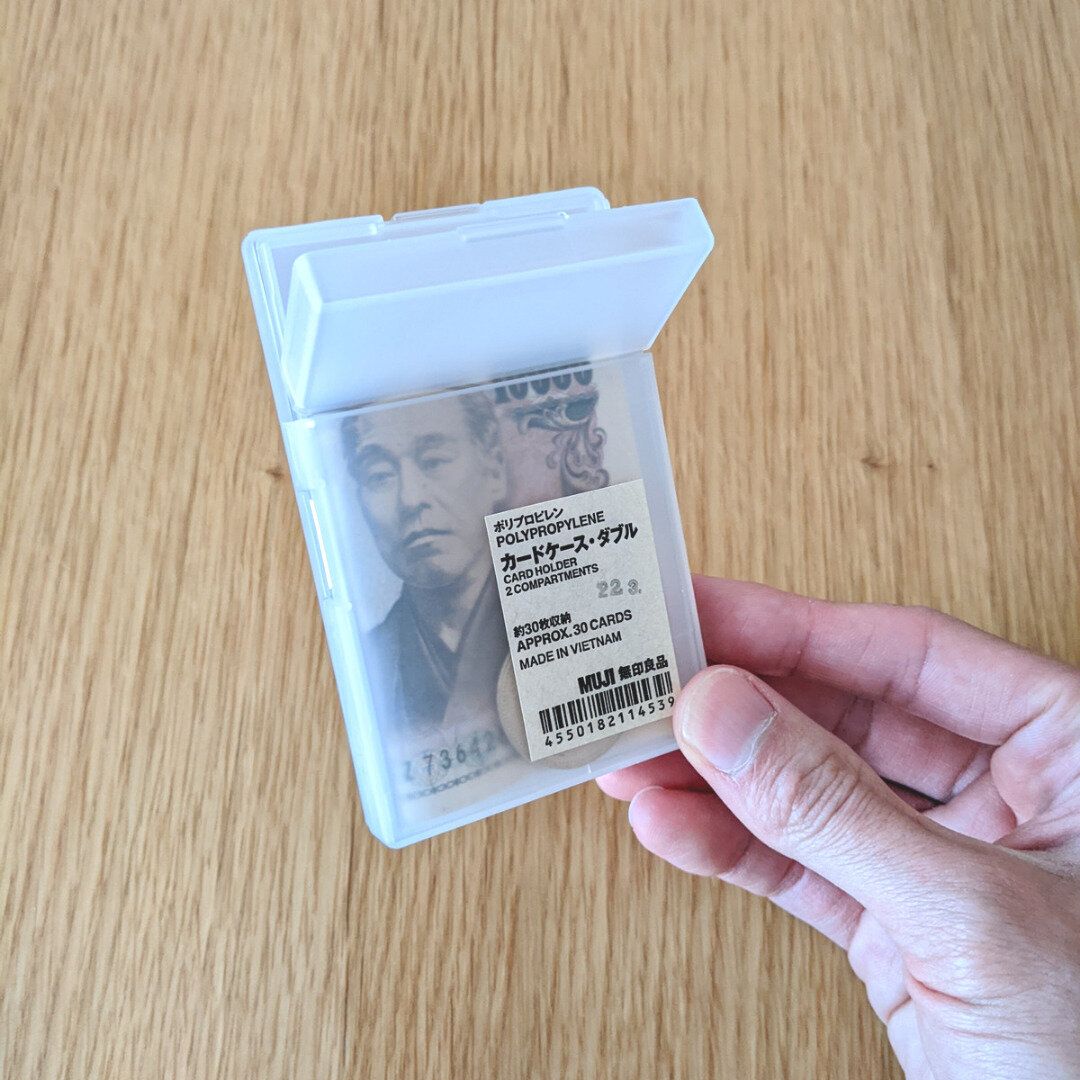 10000
ポリプロピレン
POLYPROPYLENE
カードケース・ダブル
CARD HOLDER
2 COMPARTMENTS
22 3.
約30枚収納
APPROX. 30 CARDS
MADE IN VIETNAM
MUJI 無印良品
4550182114539